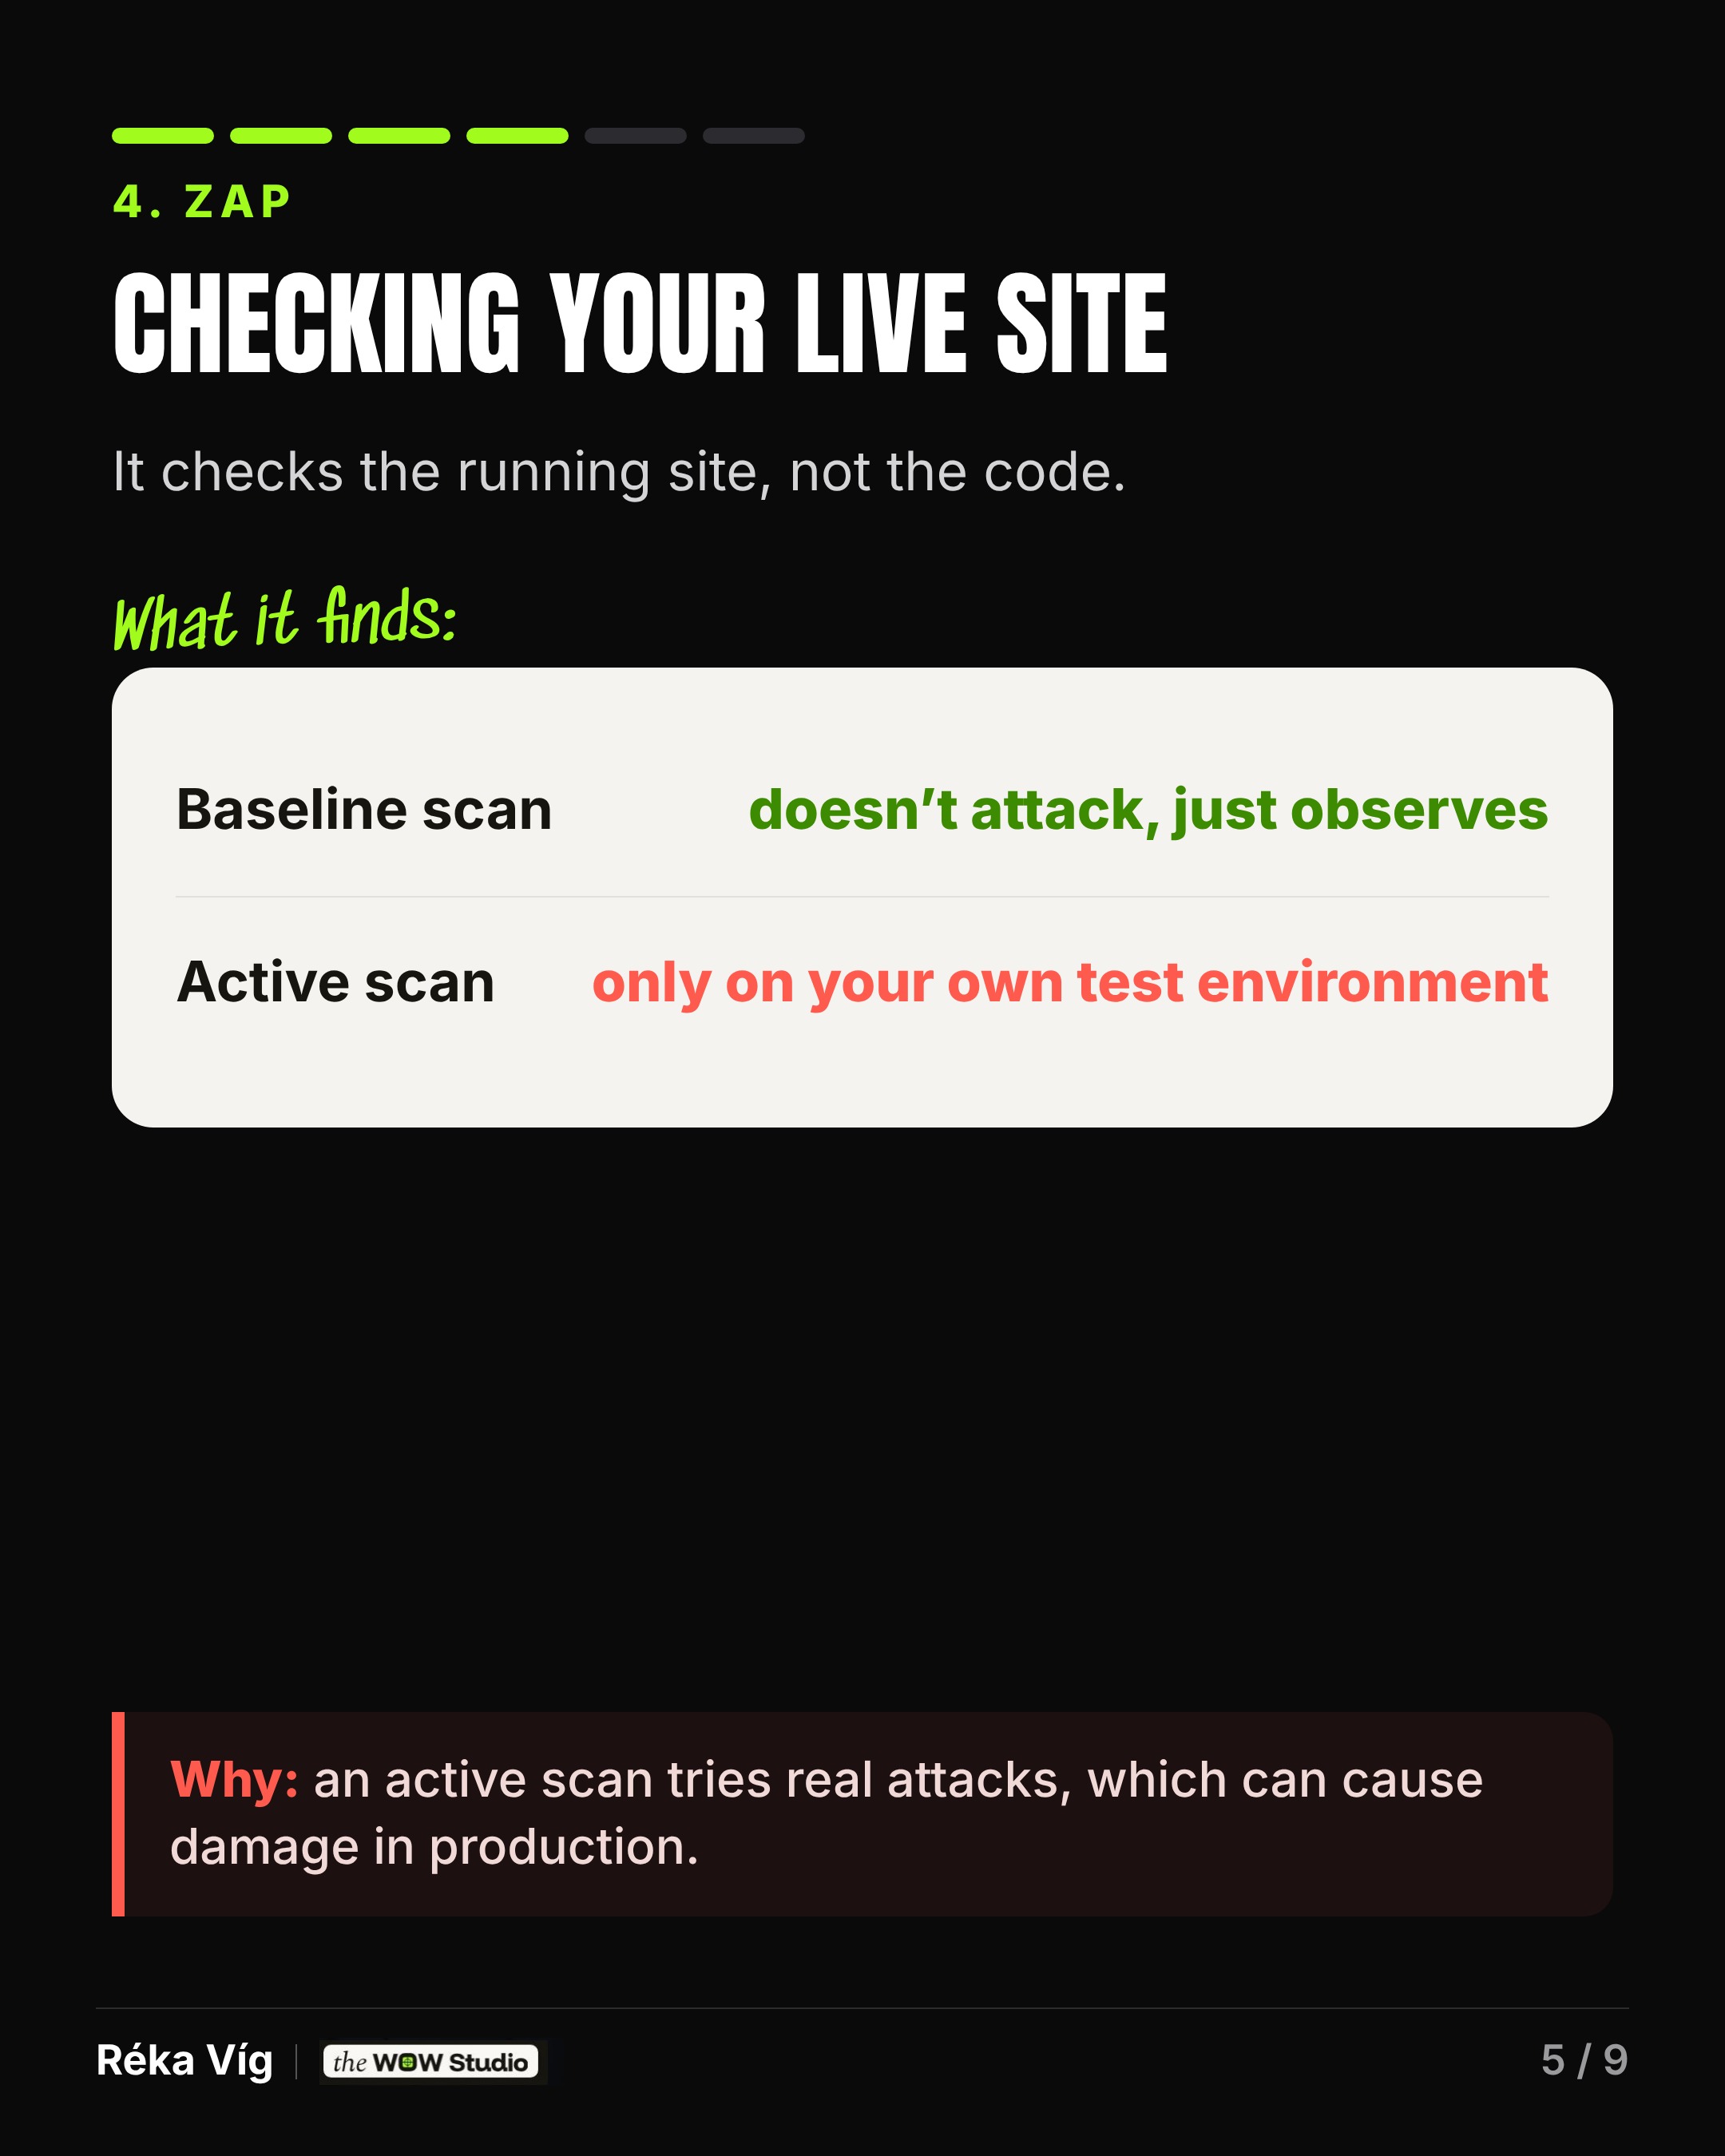 4. ZAP
CHECKING YOUR LIVE SITE
It checks the running site, not the code.
What it finds:
Baseline scan doesn’t attack, just observes
Active scan only on your own test environment
Why: an active scan tries real attacks, which can cause
damage in production.
Réka Víg the WOW Studio 5 / 9